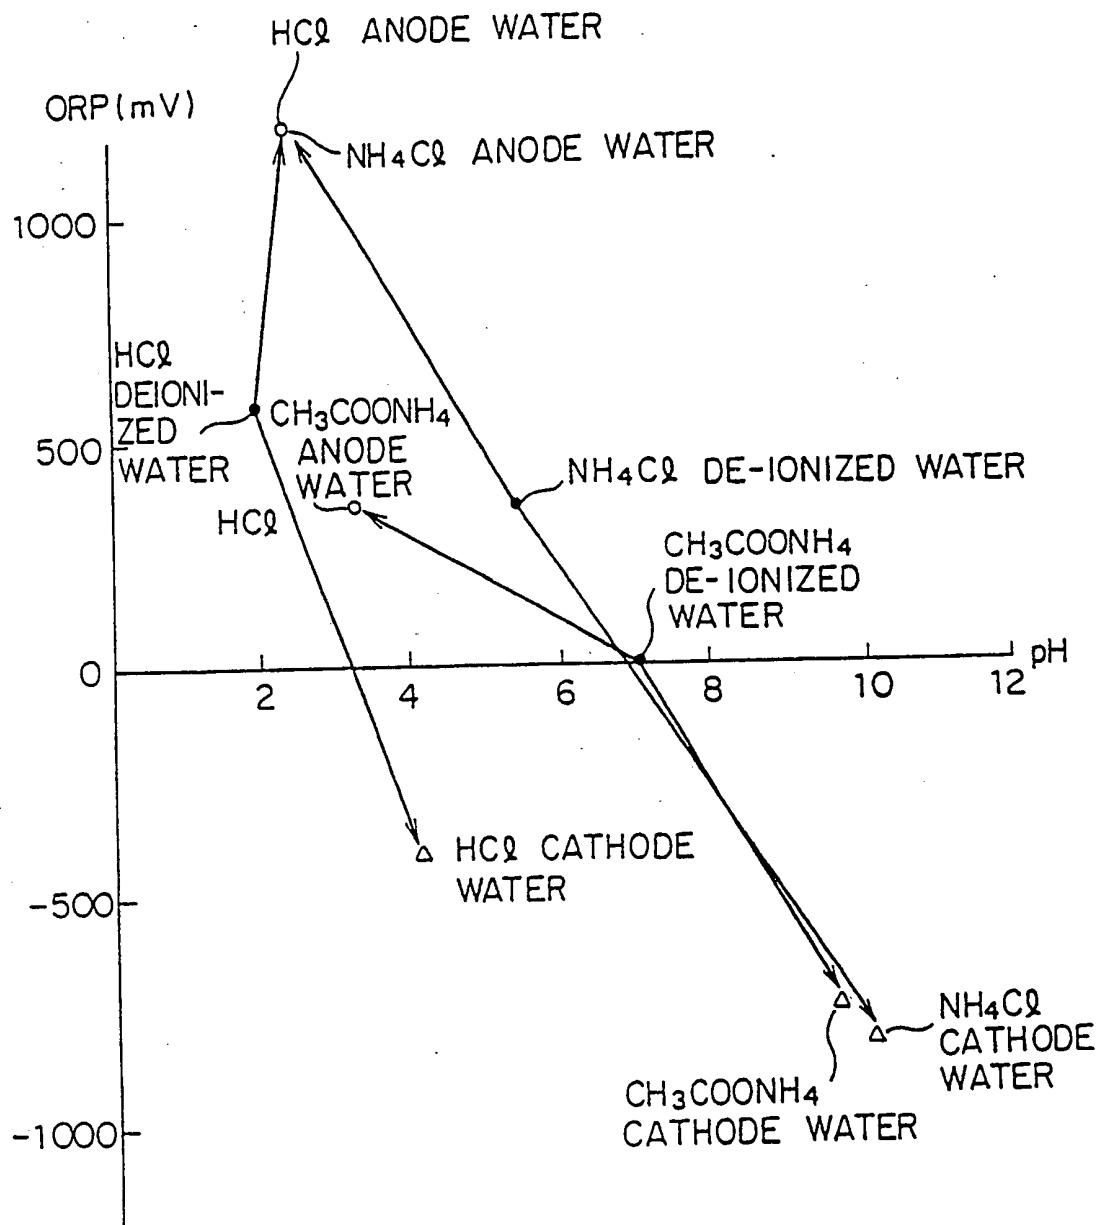 HCl ANODE WATER
ORP(mV)
NH₄Cl ANODE WATER
1000
HCl
DEIONI-
ZED
WATER
CH₃COONH₄
ANODE
WATER
500
NH₄Cl DE-IONIZED WATER
HCl
CH₃COONH₄
DE-IONIZED
WATER
0
2
4
6
8
10
12
pH
HCl CATHODE
WATER
-500
NH₄Cl
CATHODE
WATER
CH₃COONH₄
CATHODE WATER
-1000